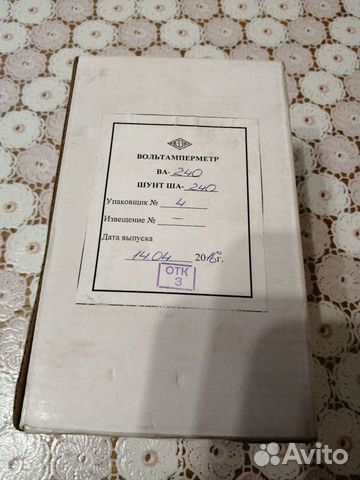 ВОЛЬТАМПЕРМЕТР
ВА-240
ШУНТ ША-240
Упаковщик № 4
Извещение № —
Дата выпуска
14.04. 2016г.
ОТК
3
Avito